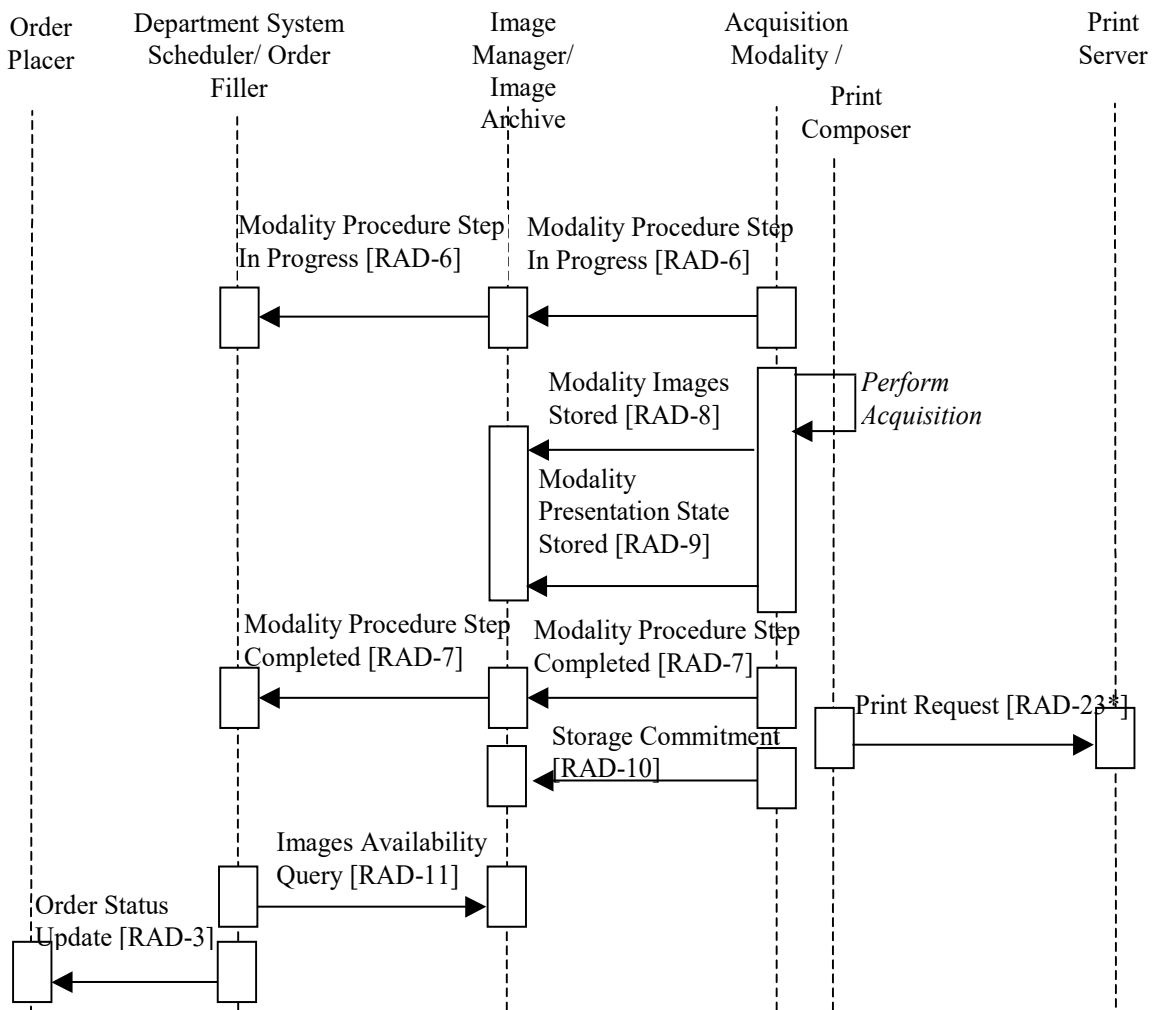 Order
Placer
Department System
Scheduler/ Order
Filler
Image
Manager/
Image
Archive
Acquisition
Modality /
Print
Composer
Print
Server
Modality Procedure Step
In Progress [RAD-6]
Modality Procedure Step
In Progress [RAD-6]
Perform
Acquisition
Modality Images
Stored [RAD-8]
Modality
Presentation State
Stored [RAD-9]
Modality Procedure Step
Completed [RAD-7]
Modality Procedure Step
Completed [RAD-7]
Print Request [RAD-23*]
Storage Commitment
[RAD-10]
Images Availability
Query [RAD-11]
Order Status
Update [RAD-3]